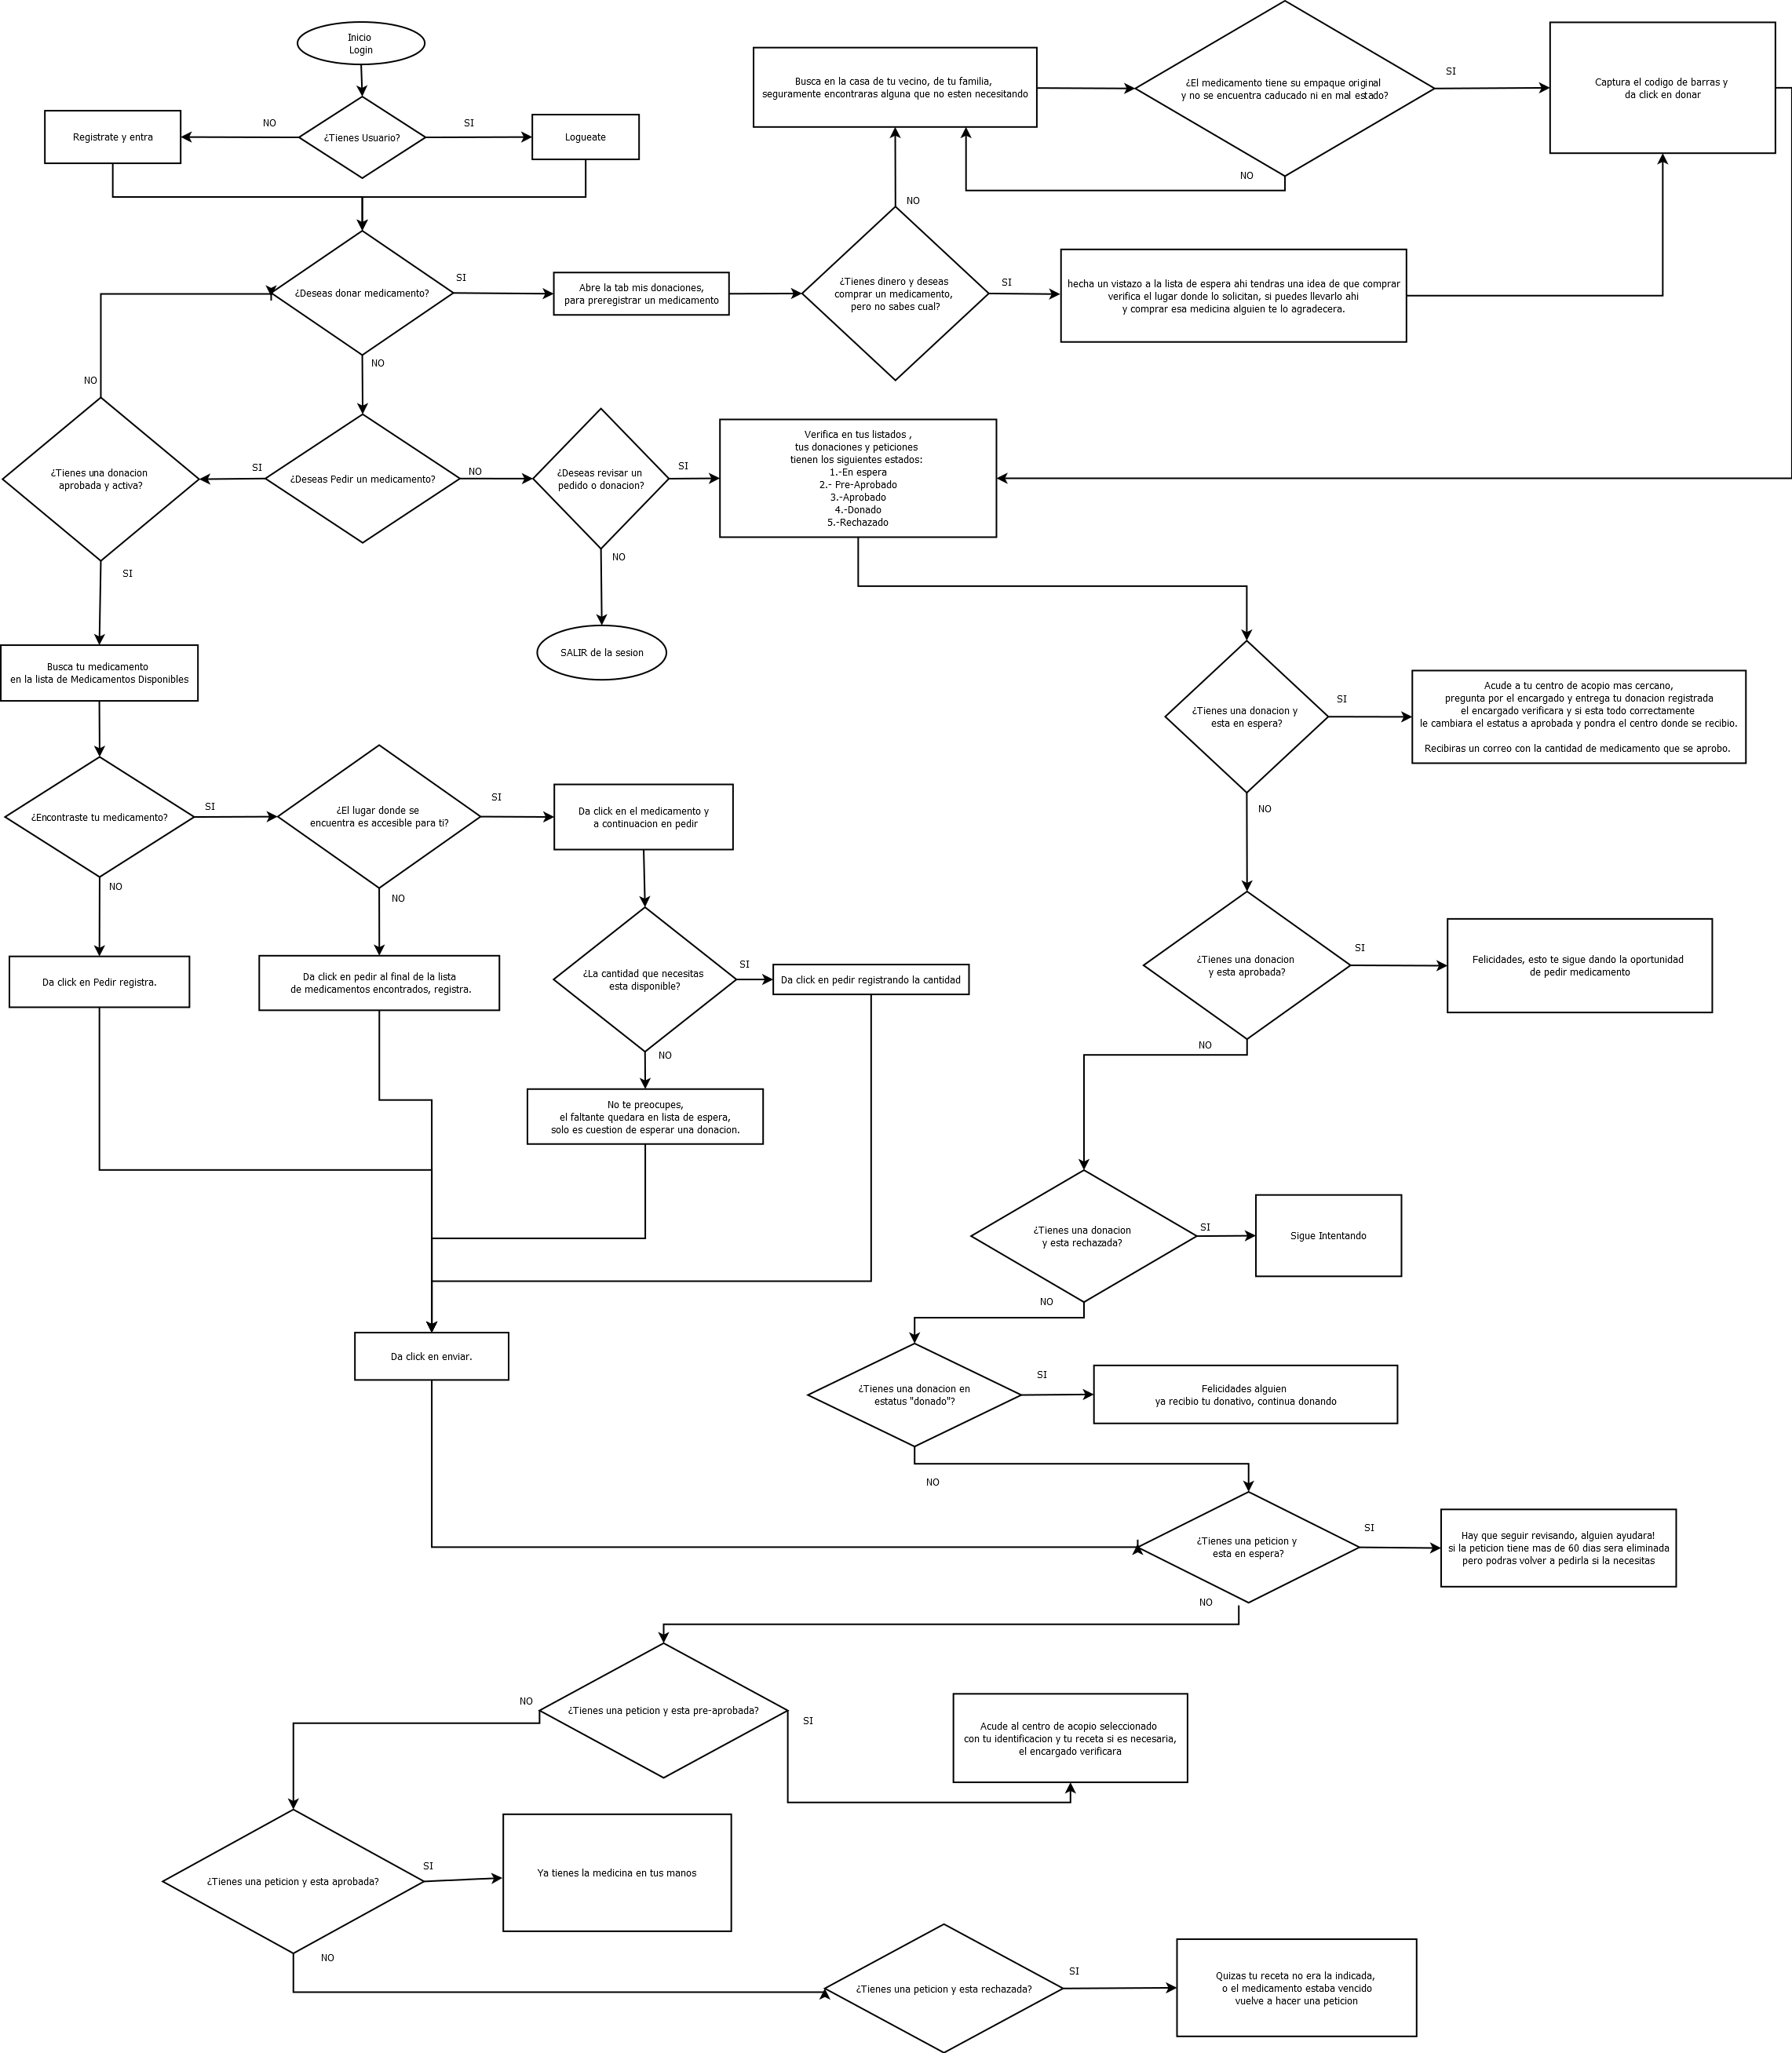 Inicio
Login
¿Tienes Usuario?
NO
SI
Registrate y entra
Logueate
¿Deseas donar medicamento?
SI
NO
Abre la tab mis donaciones,
para preregistrar un medicamento
¿Tienes dinero y deseas
comprar un medicamento,
pero no sabes cual?
NO
SI
Busca en la casa de tu vecino, de tu familia,
seguramente encontraras alguna que no esten necesitando
¿El medicamento tiene su empaque original
y no se encuentra caducado ni en mal estado?
SI
NO
Captura el codigo de barras y
da click en donar
hecha un vistazo a la lista de espera ahi tendras una idea de que comprar
verifica el lugar donde lo solicitan, si puedes llevarlo ahi
y comprar esa medicina alguien te lo agradecera.
¿Deseas Pedir un medicamento?
SI
NO
¿Tienes una donacion
aprobada y activa?
NO
SI
¿Deseas revisar un
pedido o donacion?
SI
NO
SALIR de la sesion
Verifica en tus listados ,
tus donaciones y peticiones
tienen los siguientes estados:
1.-En espera
2.- Pre-Aprobado
3.-Aprobado
4.-Donado
5.-Rechazado
Busca tu medicamento
en la lista de Medicamentos Disponibles
¿Encontraste tu medicamento?
SI
NO
¿El lugar donde se
encuentra es accesible para ti?
SI
NO
Da click en el medicamento y
a continuacion en pedir
Da click en Pedir registra.
Da click en pedir al final de la lista
de medicamentos encontrados, registra.
¿La cantidad que necesitas
esta disponible?
SI
NO
Da click en pedir registrando la cantidad
No te preocupes,
el faltante quedara en lista de espera,
solo es cuestion de esperar una donacion.
Da click en enviar.
¿Tienes una donacion y
esta en espera?
SI
NO
Acude a tu centro de acopio mas cercano,
pregunta por el encargado y entrega tu donacion registrada
el encargado verificara y si esta todo correctamente
le cambiara el estatus a aprobada y pondra el centro donde se recibio.
Recibiras un correo con la cantidad de medicamento que se aprobo.
¿Tienes una donacion
y esta aprobada?
SI
NO
Felicidades, esto te sigue dando la oportunidad
de pedir medicamento
¿Tienes una donacion
y esta rechazada?
SI
NO
Sigue Intentando
¿Tienes una donacion en
estatus "donado"?
SI
NO
Felicidades alguien
ya recibio tu donativo, continua donando
¿Tienes una peticion y
esta en espera?
SI
NO
Hay que seguir revisando, alguien ayudara!
si la peticion tiene mas de 60 dias sera eliminada
pero podras volver a pedirla si la necesitas
¿Tienes una peticion y esta pre-aprobada?
NO
SI
Acude al centro de acopio seleccionado
con tu identificacion y tu receta si es necesaria,
el encargado verificara
¿Tienes una peticion y esta aprobada?
SI
NO
Ya tienes la medicina en tus manos
¿Tienes una peticion y esta rechazada?
SI
Quizas tu receta no era la indicada,
o el medicamento estaba vencido
vuelve a hacer una peticion